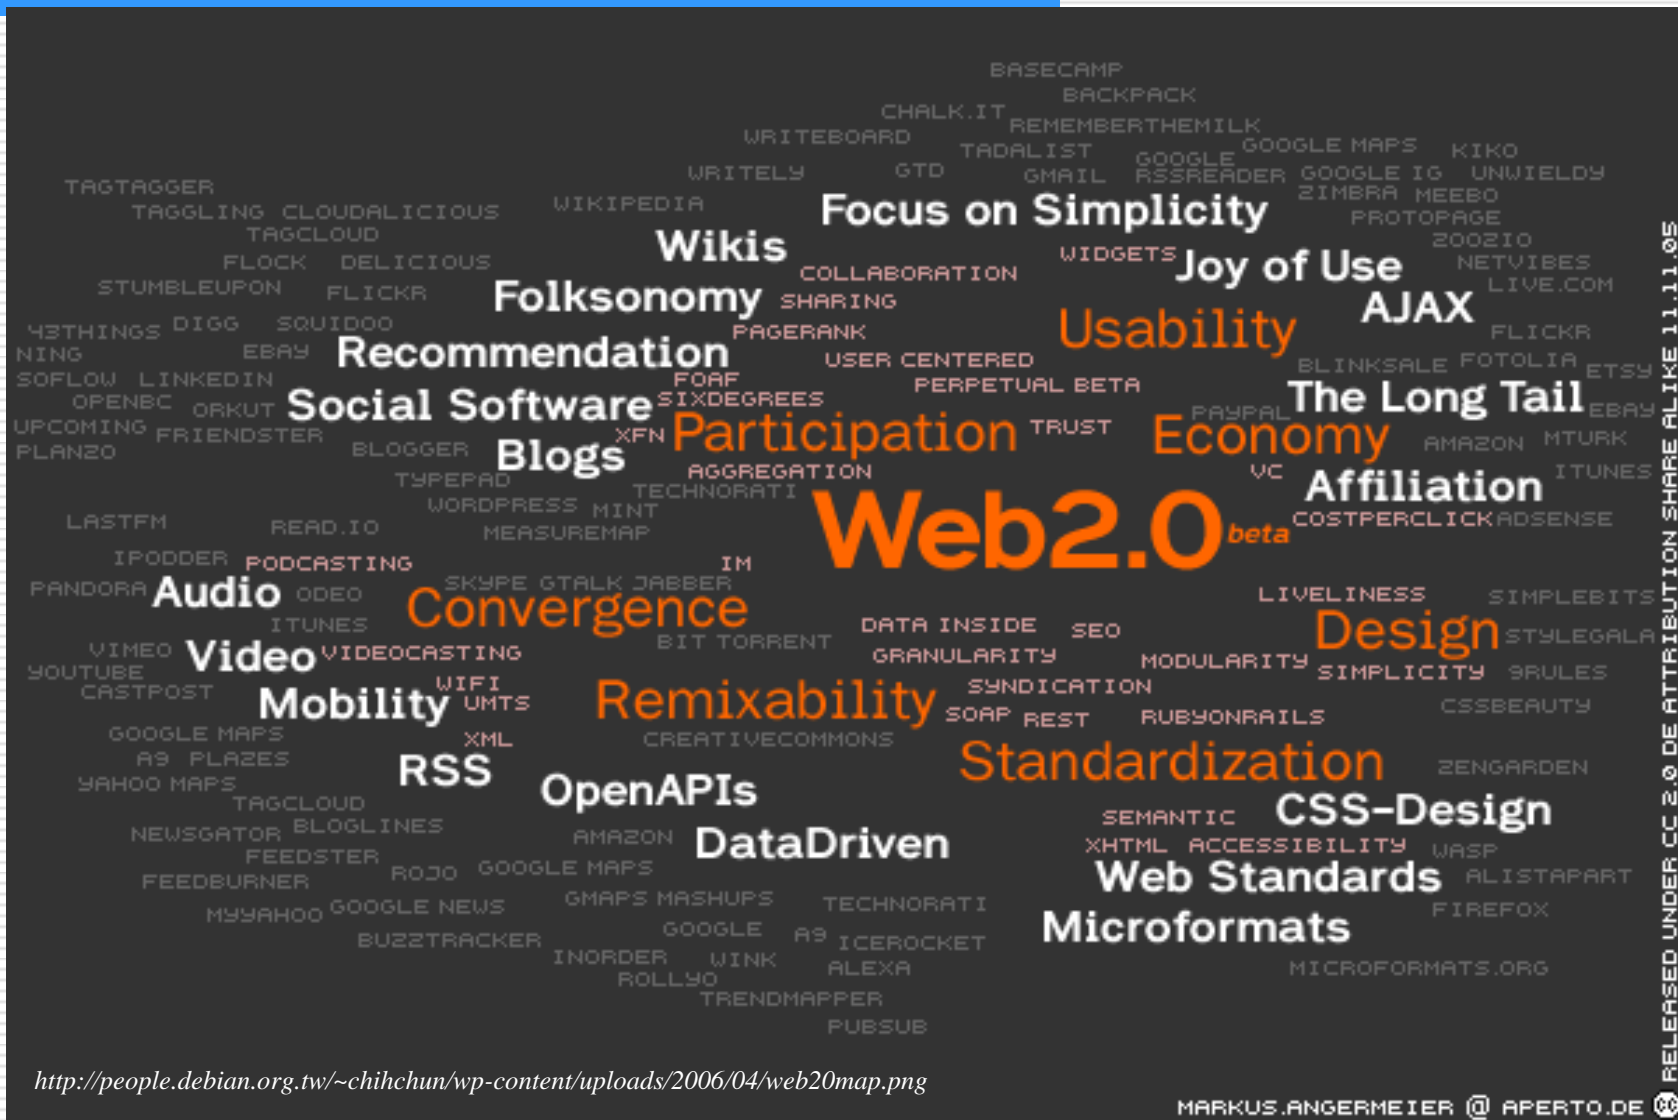 BASECAMP
BACKPACK
CHALK.IT
REMEMBERTHEMILK
WRITEBOARD
TADALIST
GOOGLE RSSREADER
GOOGLE MAPS
KIKO
WRITELY
GTD
GMAIL
GOOGLE IG
UNWIELDY
ZIMBRA
MEEBO
TAGTAGGER
WIKIPEDIA
Focus on Simplicity
PROTOPAGE
TAGGLING
CLOUDALICIOUS
TAGCLOUD
Wikis
WIDGETS
ZOOZIO
FLOCK
DELICIOUS
COLLABORATION
Joy of Use
NETVIBES
LIVE.COM
STUMBLEUPON
FLICKR
Folksonomy
SHARING
AJAX
43THINGS
DIGG
SQUIDOO
PAGERANK
Usability
FLICKR
NING
EBAY
Recommendation
USER CENTERED
BLINKSALE
FOTOLIA
ETSY
SOFLOW
LINKEDIN
FOAF
PERPETUAL BETA
OPENBC
ORKUT
Social Software
SIXDEGREES
PAYPAL
The Long Tail
EBAY
UPCOMING
FRIENDSTER
XFN
Participation
TRUST
Economy
AMAZON
MTURK
PLANZO
BLOGGER
Blogs
AGGREGATION
VC
ITUNES
TYPEPAD
TECHNORATI
Affiliation
WORDPRESS
MINT
LASTFM
READ.IO
MEASUREMAP
Web2.0
beta
COSTPERCLICK
ADSENSE
IPODDER
PODCASTING
IM
PANDORA
Audio
ODEO
SKYPE
GTALK
JABBER
LIVELINESS
SIMPLEBITS
ITUNES
Convergence
DATA INSIDE
SEO
Design
STYLEGALA
VIMEO
Video
VIDEOCASTING
BIT TORRENT
GRANULARITY
MODULARITY
SIMPLICITY
9RULES
YOUTUBE
CASTPOST
WIFI
Mobility
UMTS
Remixability
SYNDICATION
SOAP
REST
RUBYONRAILS
CSSBEAUTY
GOOGLE MAPS
XML
CREATIVECOMMONS
A9
PLAZES
RSS
Standardization
ZENGARDEN
YAHOO MAPS
OpenAPIs
TAGCLOUD
SEMANTIC
CSS-Design
NEWSGATOR
BLOGLINES
AMAZON
DataDriven
XHTML
ACCESSIBILITY
WASP
FEEDSTER
ROJO
GOOGLE MAPS
Web Standards
ALISTAPART
FEEDBURNER
MYYAHOO
GOOGLE NEWS
GMAPS MASHUPS
TECHNORATI
FIREFOX
BUZZTRACKER
GOOGLE
A9
ICEROCKET
Microformats
INORDER
WINK
ALEXA
MICROFORMATS.ORG
ROLLYO
TRENDMAPPER
PUBSUB
http://people.debian.org.tw/~chihchun/wp-content/uploads/2006/04/web20map.png
MARKUS.ANGERMEIER @ APERTO.DE
RELEASED UNDER CC 2.0 DE ATTRIBUTION SHARE ALIKE 11.11.05